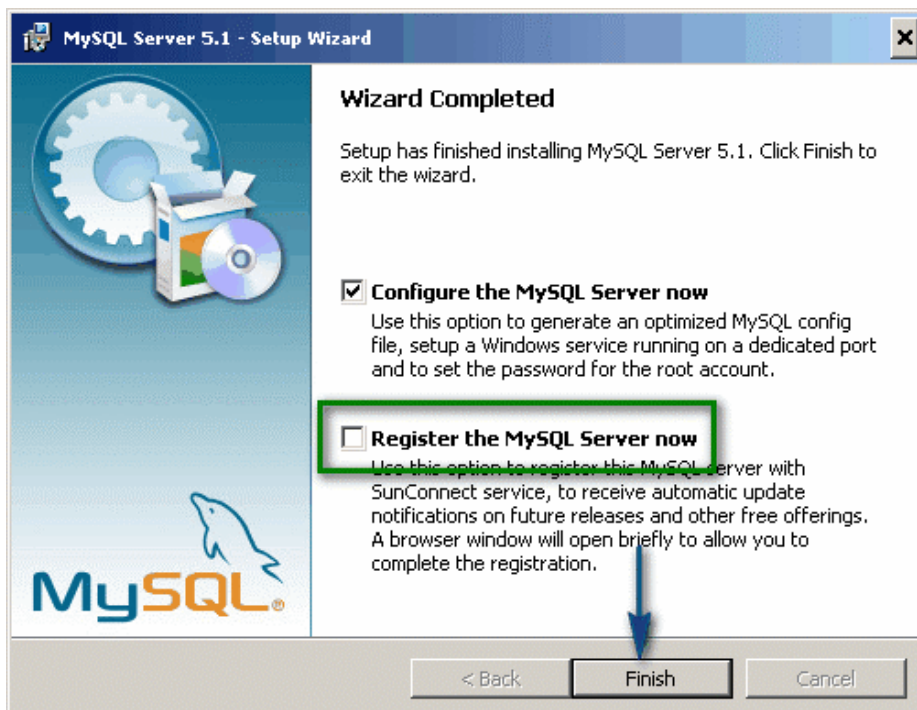 MySQL Server 5.1 - Setup Wizard
Wizard Completed
Setup has finished installing MySQL Server 5.1. Click Finish to
exit the wizard.
Configure the MySQL Server now
Use this option to generate an optimized MySQL config
file, setup a Windows service running on a dedicated port
and to set the password for the root account.
Register the MySQL Server now
Use this option to register this MySQL server with
SunConnect service, to receive automatic update
notifications on future releases and other free offerings.
A browser window will open briefly to allow you to
complete the registration.
MySQL®
< Back
Finish
Cancel